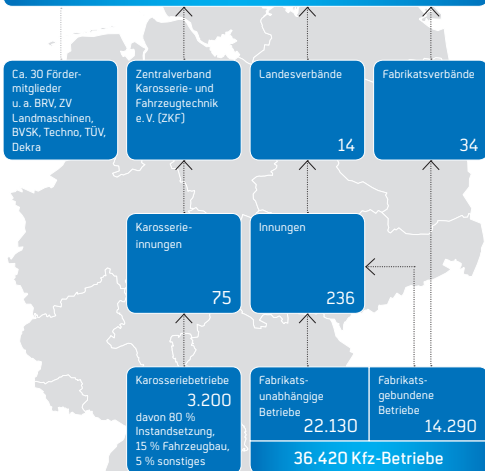 Ca. 30 Förder-
mitglieder
u. a. BRV, ZV
Landmaschinen,
BVSK, Techno, TÜV,
Dekra
Zentralverband
Karosserie- und
Fahrzeugtechnik
e. V. (ZKF)
Landesverbände
14
Fabrikatsverbände
34
Karosserie-
innungen
75
Innungen
236
Karosseriebetriebe
3.200
davon 80 %
Instandsetzung,
15 % Fahrzeugbau,
5 % sonstiges
Fabrikats-
unabhängige
Betriebe
22.130
Fabrikats-
gebundene
Betriebe
14.290
36.420 Kfz-Betriebe